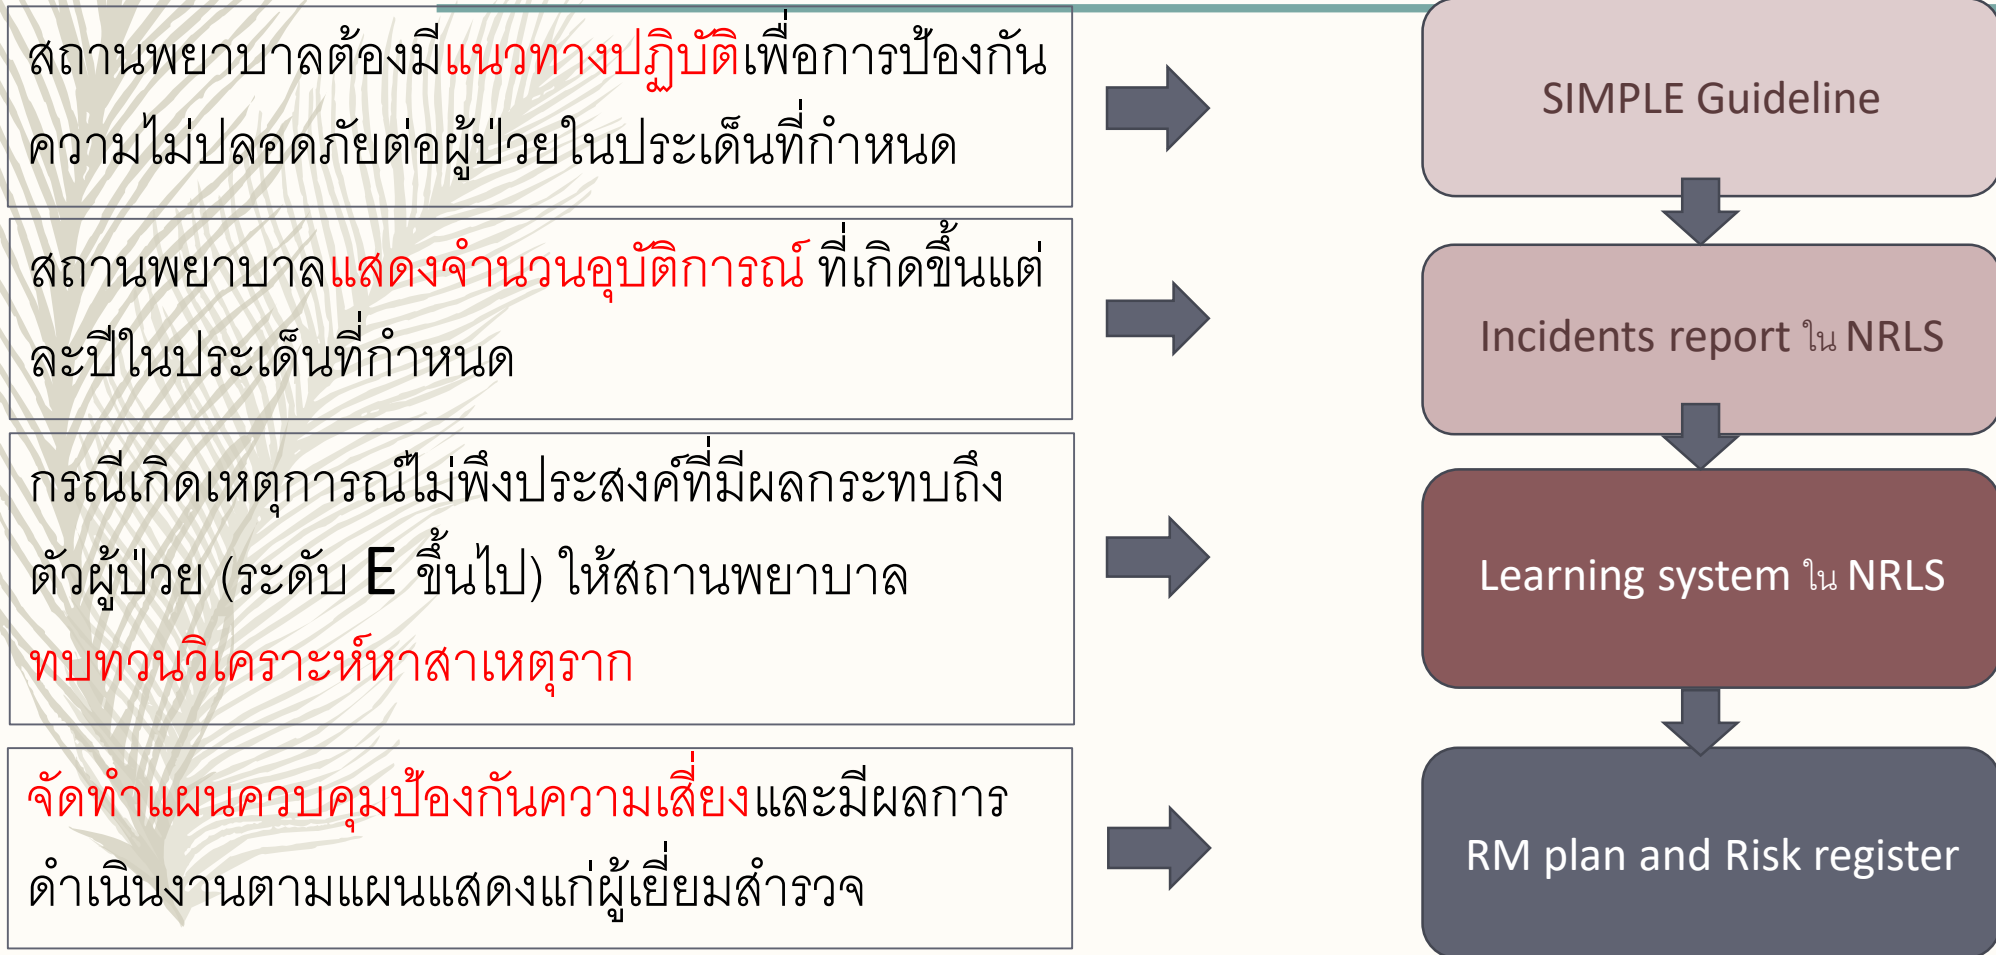 สถานพยาบาลต้องมีแนวทางปฏิบัติเพื่อการป้องกัน
ความไม่ปลอดภัยต่อผู้ป่วยในประเด็นที่กำหนด
SIMPLE Guideline
สถานพยาบาลแสดงจำนวนอุบัติการณ์ ที่เกิดขึ้นแต่
ละปีในประเด็นที่กำหนด
Incidents report ใน NRLS
กรณีเกิดเหตุการณ์ไม่พึงประสงค์ที่มีผลกระทบถึง
ตัวผู้ป่วย (ระดับ E ขึ้นไป) ให้สถานพยาบาล
ทบทวนวิเคราะห์หาสาเหตุราก
Learning system ใน NRLS
จัดทำแผนควบคุมป้องกันความเสี่ยงและมีผลการ
ดำเนินงานตามแผนแสดงแก่ผู้เยี่ยมสำรวจ
RM plan and Risk register